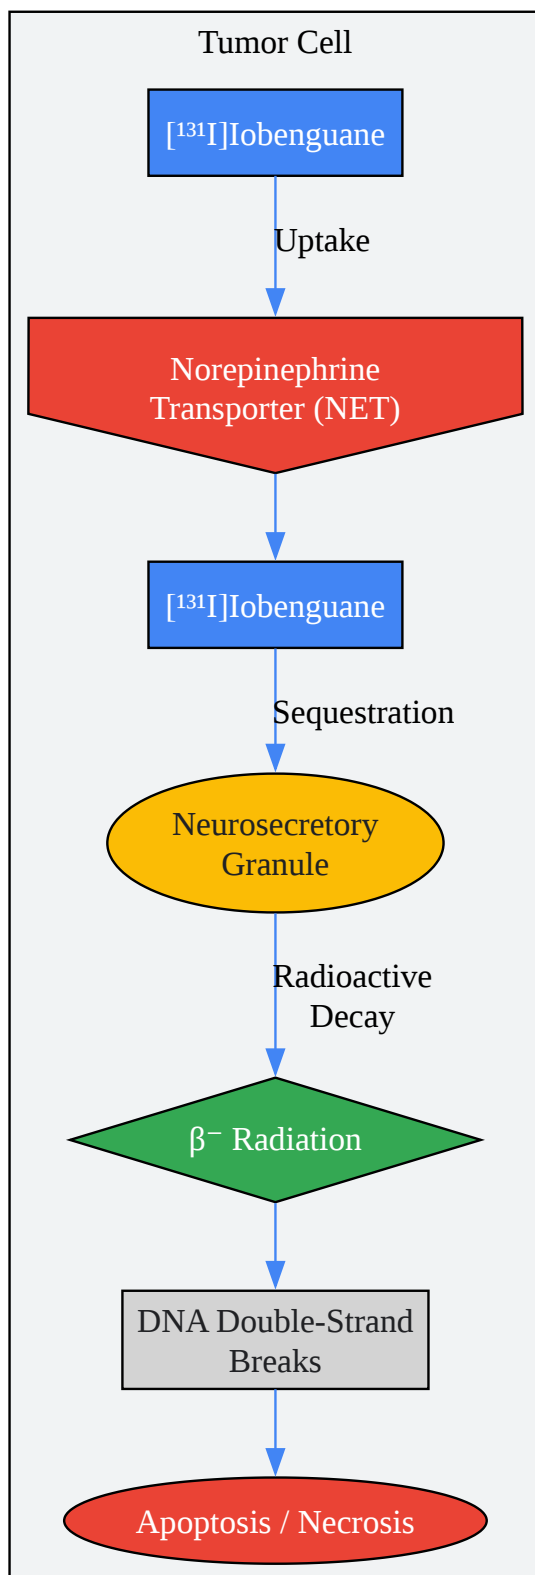 Tumor Cell
[¹³¹I]Iobenguane
Uptake
Norepinephrine
Transporter (NET)
[¹³¹I]Iobenguane
Sequestration
Neurosecretory
Granule
Radioactive
Decay
β⁻ Radiation
DNA Double-Strand
Breaks
Apoptosis / Necrosis